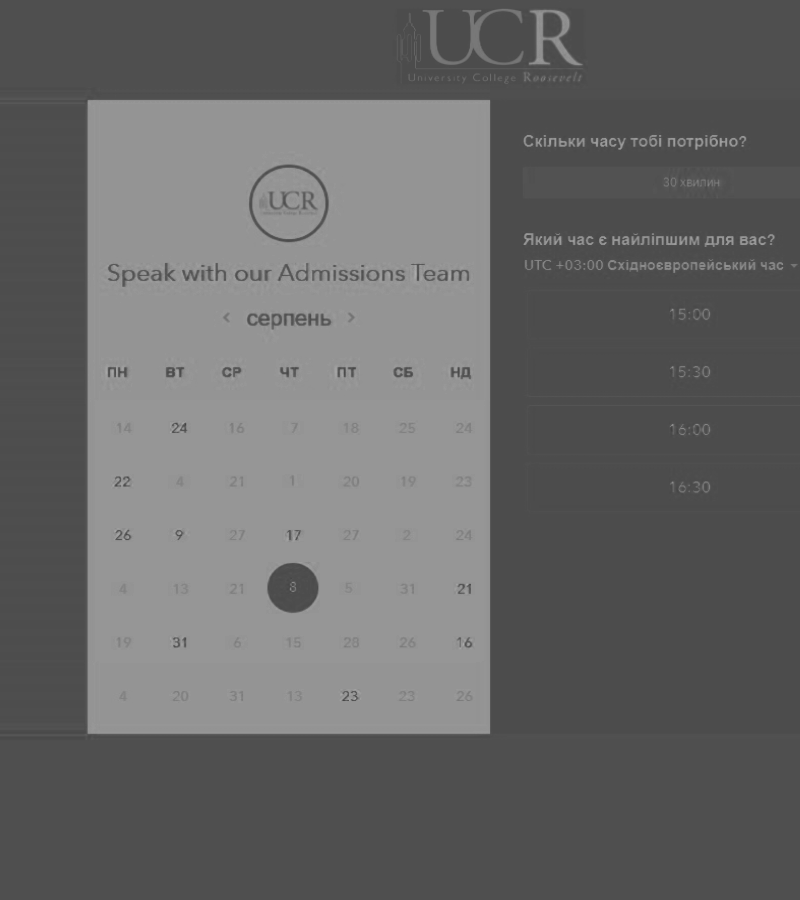 UCR
University College Roosevelt
UCR
Speak with our Admissions Team
< серпень >
ПН ВТ СР ЧТ ПТ СБ НД
14 24 16 7 18 25 24
22 4 21 1 20 19 23
26 9 27 17 27 2 24
4 13 21 8 5 31 21
19 31 6 15 28 26 16
4 20 31 13 23 23 26
Скільки часу тобі потрібно?
30 хвилин
Який час є найліпшим для вас?
UTC +03:00 Східноєвропейський час
15:00
15:30
16:00
16:30